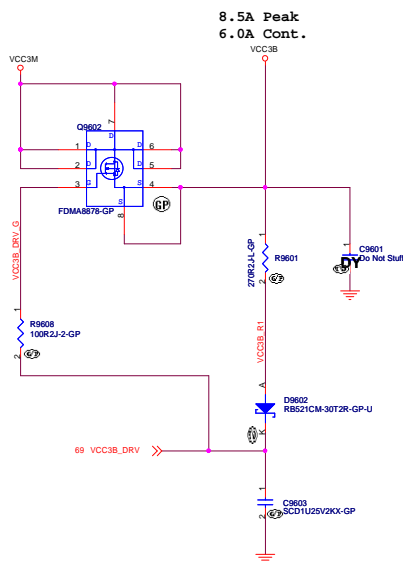 8.5A Peak
6.0A Cont.
VCC3M
VCC3B
Q9602
7
D
1
D
D
6
2
D
D
5
3
G
S
4
S
8
FDMA8878-GP
GP
VCC3B_DRV_G
1
270R2J-L-GP
R9601
2
1
C9601
Do Not Stuff
DY
1
R9608
100R2J-2-GP
2
VCC3B_R1
A
D9602
RB521CM-30T2R-GP-U
K
69 VCC3B_DRV
1
C9603
SCD1U25V2KX-GP
2